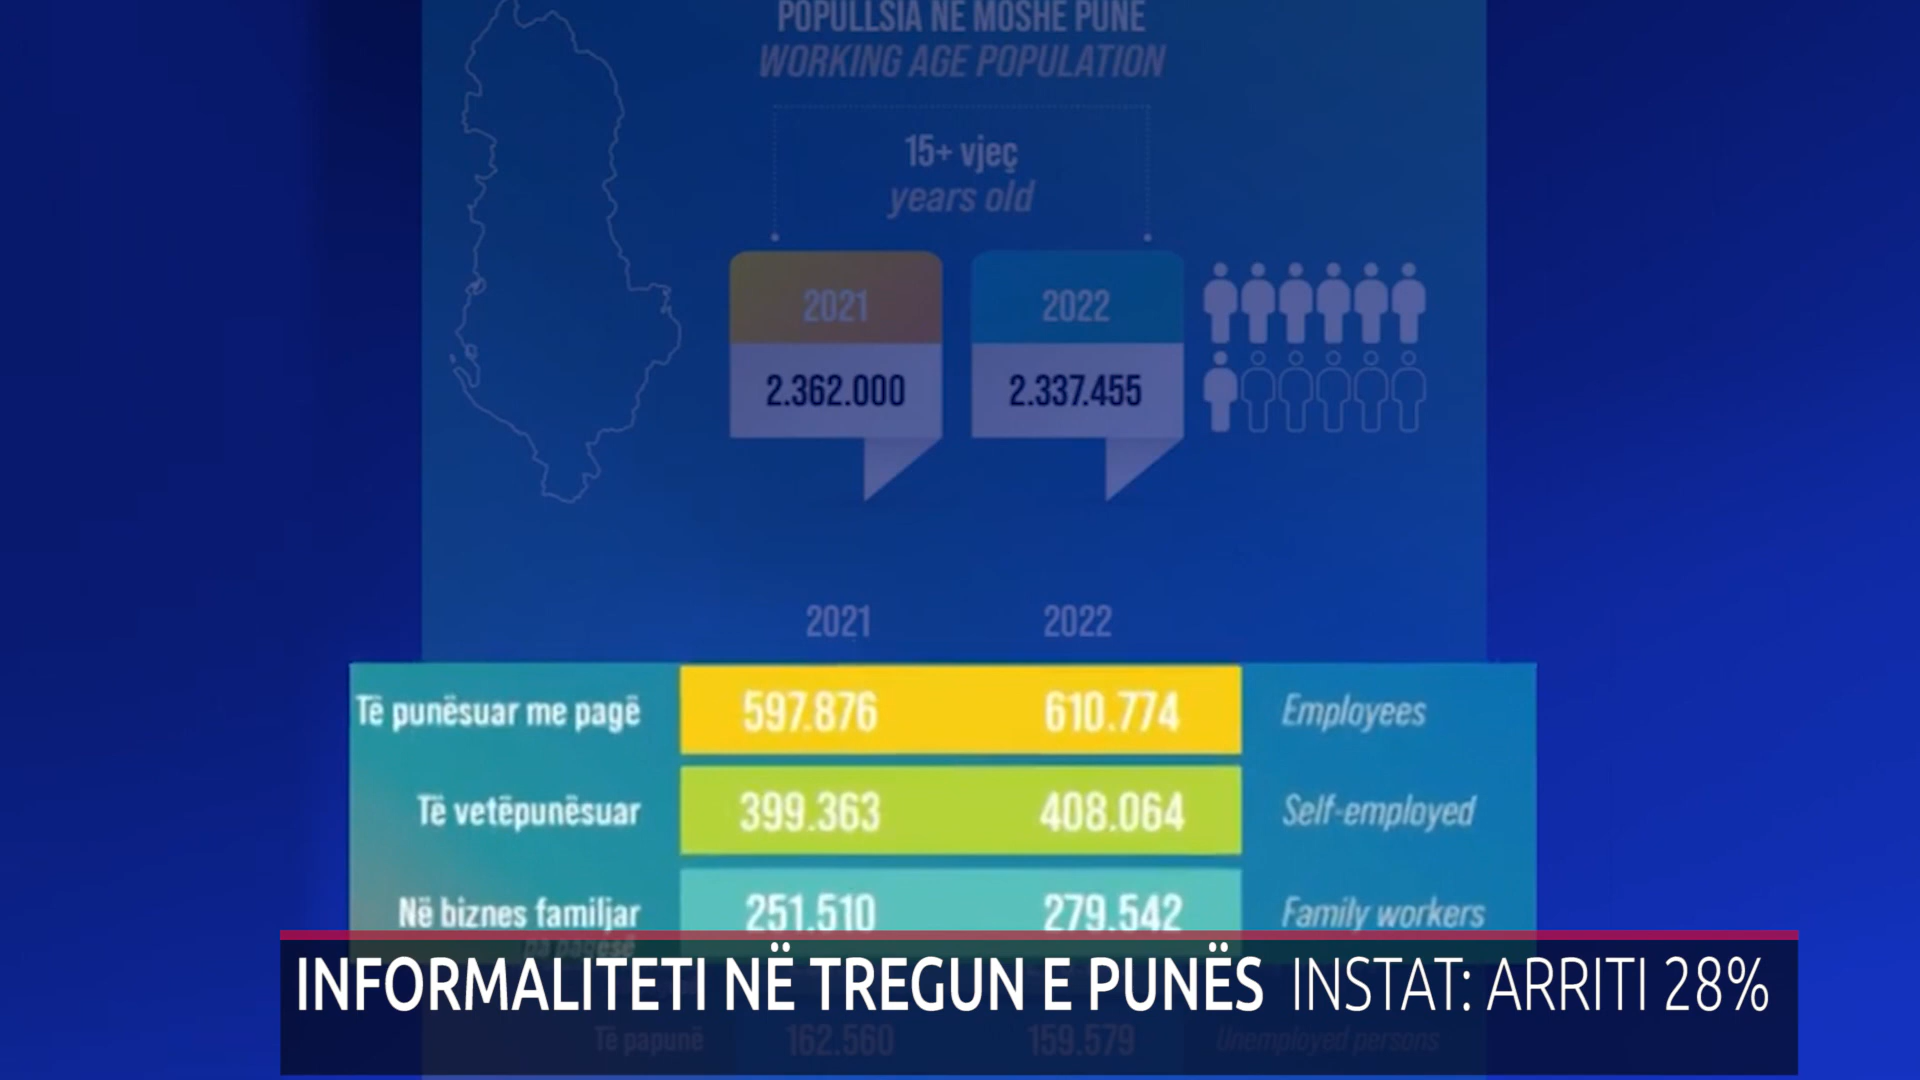 POPULLSIA NË MOSHË PUNE
WORKING AGE POPULATION
15+ vjeç
years old
2021 2022
2.362.000 2.337.455
2021 2022
Të punësuar me pagë 597.876 610.774 Employees
Të vetëpunësuar 399.363 408.064 Self-employed
Në biznes familjar 251.510 279.542 Family workers
pa pagesë
INFORMALITETI NË TREGUN E PUNËS INSTAT: ARRITI 28%
Të papunë 162.560 159.579 Unemployed persons